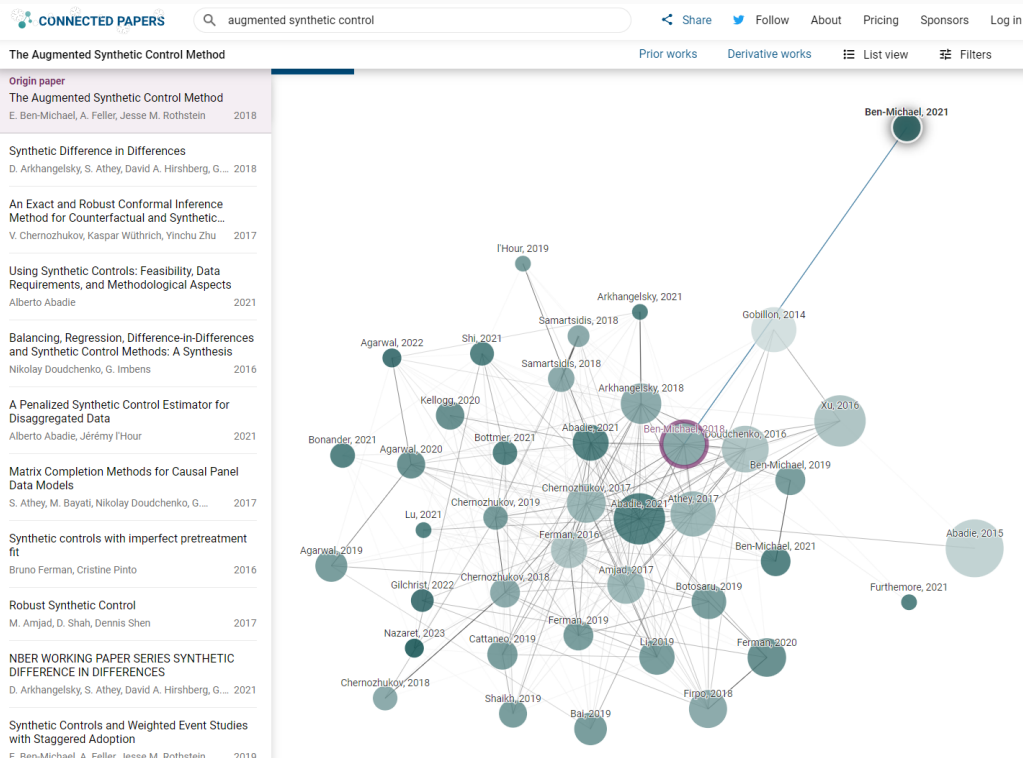 CONNECTED PAPERS
augmented synthetic control
Share
Follow
About
Pricing
Sponsors
Log in
The Augmented Synthetic Control Method
Prior works
Derivative works
List view
Filters
Origin paper
The Augmented Synthetic Control Method
E. Ben-Michael, A. Feller, Jesse M. Rothstein 2018
Synthetic Difference in Differences
D. Arkhangelsky, S. Athey, David A. Hirshberg, G.... 2018
An Exact and Robust Conformal Inference
Method for Counterfactual and Synthetic...
V. Chernozhukov, Kaspar Wüthrich, Yinchu Zhu 2017
Using Synthetic Controls: Feasibility, Data
Requirements, and Methodological Aspects
Alberto Abadie 2021
Balancing, Regression, Difference-in-Differences
and Synthetic Control Methods: A Synthesis
Nikolay Doudchenko, G. Imbens 2016
A Penalized Synthetic Control Estimator for
Disaggregated Data
Alberto Abadie, Jérémy l'Hour 2021
Matrix Completion Methods for Causal Panel
Data Models
S. Athey, M. Bayati, Nikolay Doudchenko, G.... 2017
Synthetic controls with imperfect pretreatment
fit
Bruno Ferman, Cristine Pinto 2016
Robust Synthetic Control
M. Amjad, D. Shah, Dennis Shen 2017
NBER WORKING PAPER SERIES SYNTHETIC
DIFFERENCE IN DIFFERENCES
D. Arkhangelsky, S. Athey, David A. Hirshberg, G.... 2021
Synthetic Controls and Weighted Event Studies
with Staggered Adoption
E. Ben-Michael, A. Feller, Jesse M. Rothstein 2019
Ben-Michael, 2021
l'Hour, 2019
Arkhangelsky, 2021
Gobillon, 2014
Samartsidis, 2018
Shi, 2021
Agarwal, 2022
Samartsidis, 2018
Arkhangelsky, 2018
Kellogg, 2020
Xu, 2016
Abadie, 2021
Ben-Michael, 2018
Doudchenko, 2016
Bonander, 2021
Bottmer, 2021
Agarwal, 2020
Ben-Michael, 2019
Chernozhukov, 2017
Athey, 2017
Chernozhukov, 2019
Abadie, 2021
Lu, 2021
Ferman, 2016
Abadie, 2015
Agarwal, 2019
Ben-Michael, 2021
Amjad, 2017
Chernozhukov, 2018
Gilchrist, 2022
Botosaru, 2019
Furthemore, 2021
Ferman, 2019
Nazaret, 2023
Cattaneo, 2019
Li, 2019
Ferman, 2020
Chernozhukov, 2018
Firpo, 2018
Shaikh, 2019
Bai, 2019